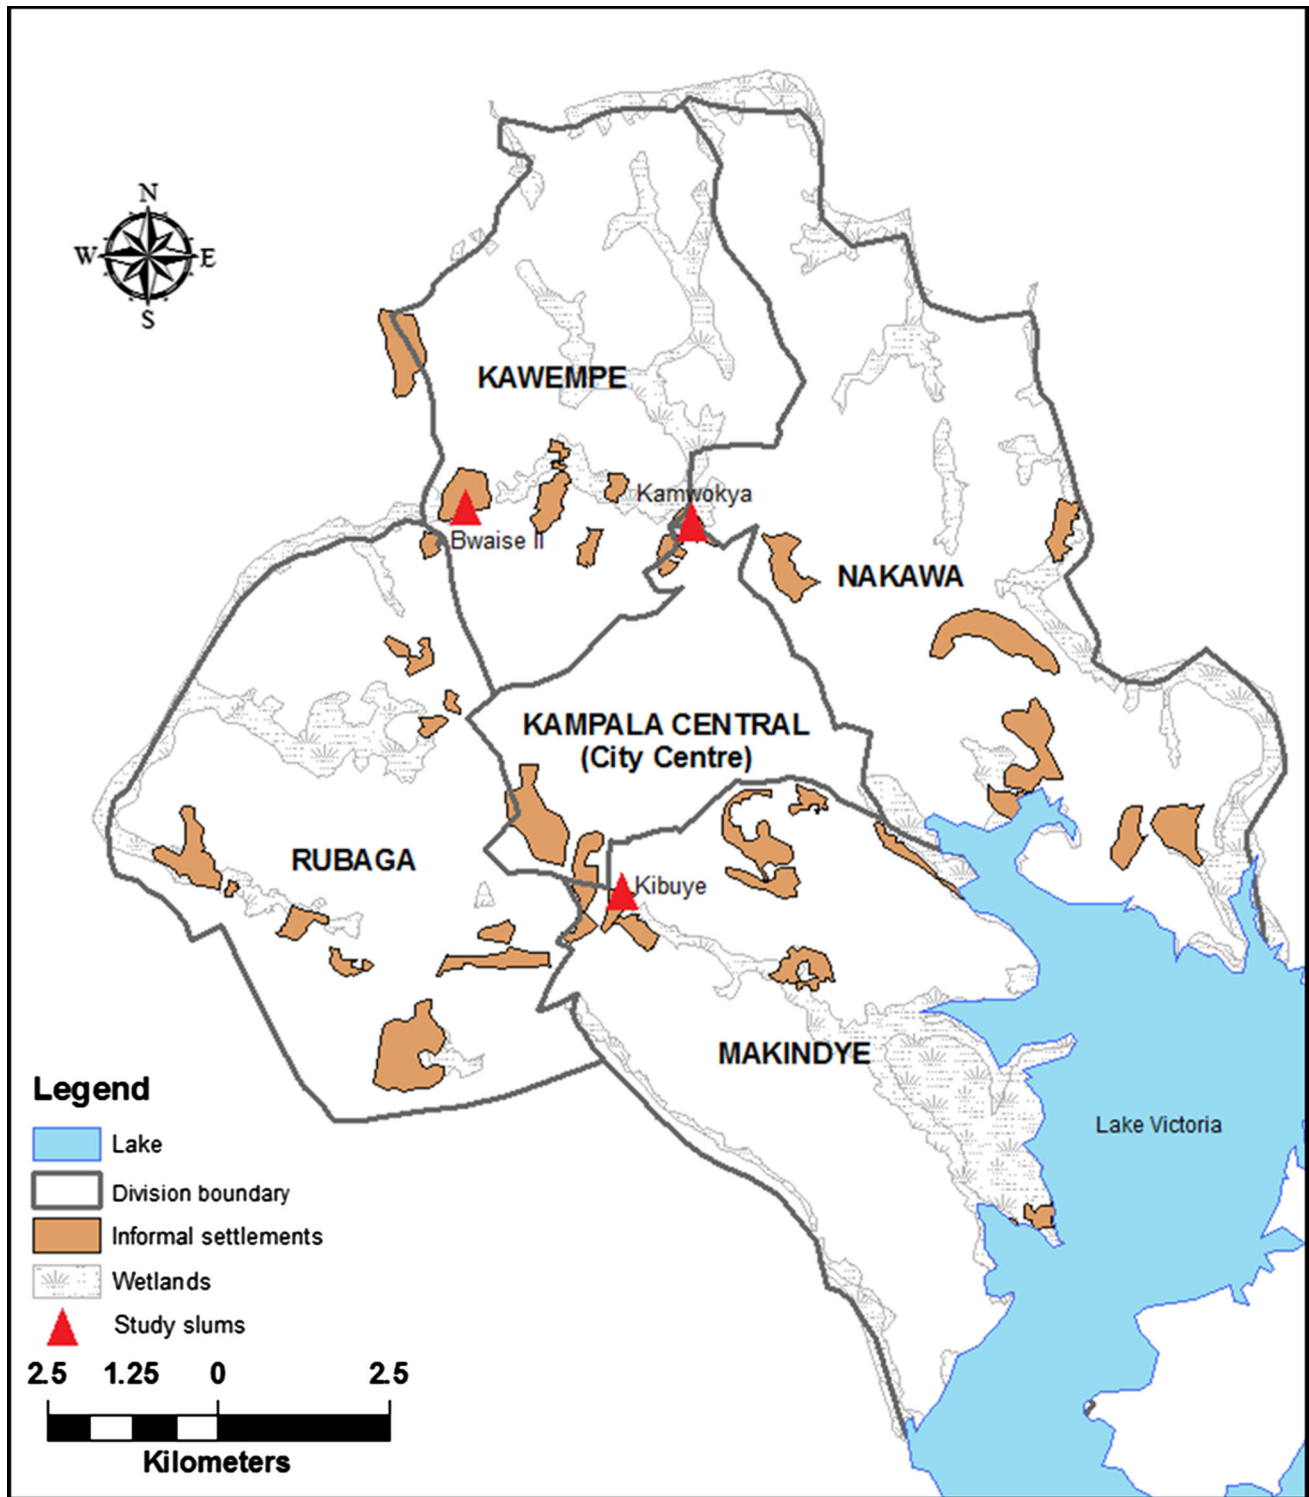 N
W E
S
KAWEMPE
Kamwokya
Bwaise II
NAKAWA
KAMPALA CENTRAL
(City Centre)
RUBAGA
Kibuye
MAKINDYE
Lake Victoria
Legend
Lake
Division boundary
Informal settlements
Wetlands
Study slums
2.5 1.25 0 2.5
Kilometers